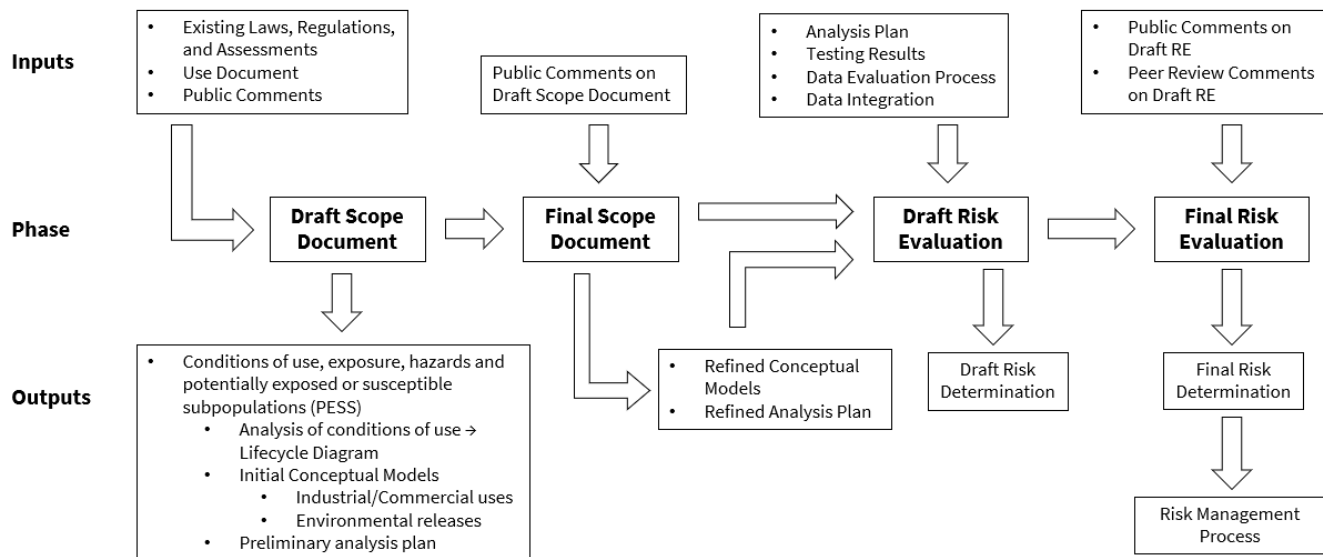 Inputs
• Existing Laws, Regulations,
and Assessments
• Use Document
• Public Comments
Public Comments on
Draft Scope Document
• Analysis Plan
• Testing Results
• Data Evaluation Process
• Data Integration
• Public Comments on
Draft RE
• Peer Review Comments
on Draft RE
Phase
Draft Scope
Document
Final Scope
Document
Draft Risk
Evaluation
Final Risk
Evaluation
Outputs
• Conditions of use, exposure, hazards and
potentially exposed or susceptible
subpopulations (PESS)
• Analysis of conditions of use →
Lifecycle Diagram
• Initial Conceptual Models
• Industrial/Commercial uses
• Environmental releases
• Preliminary analysis plan
• Refined Conceptual
Models
• Refined Analysis Plan
Draft Risk
Determination
Final Risk
Determination
Risk Management
Process